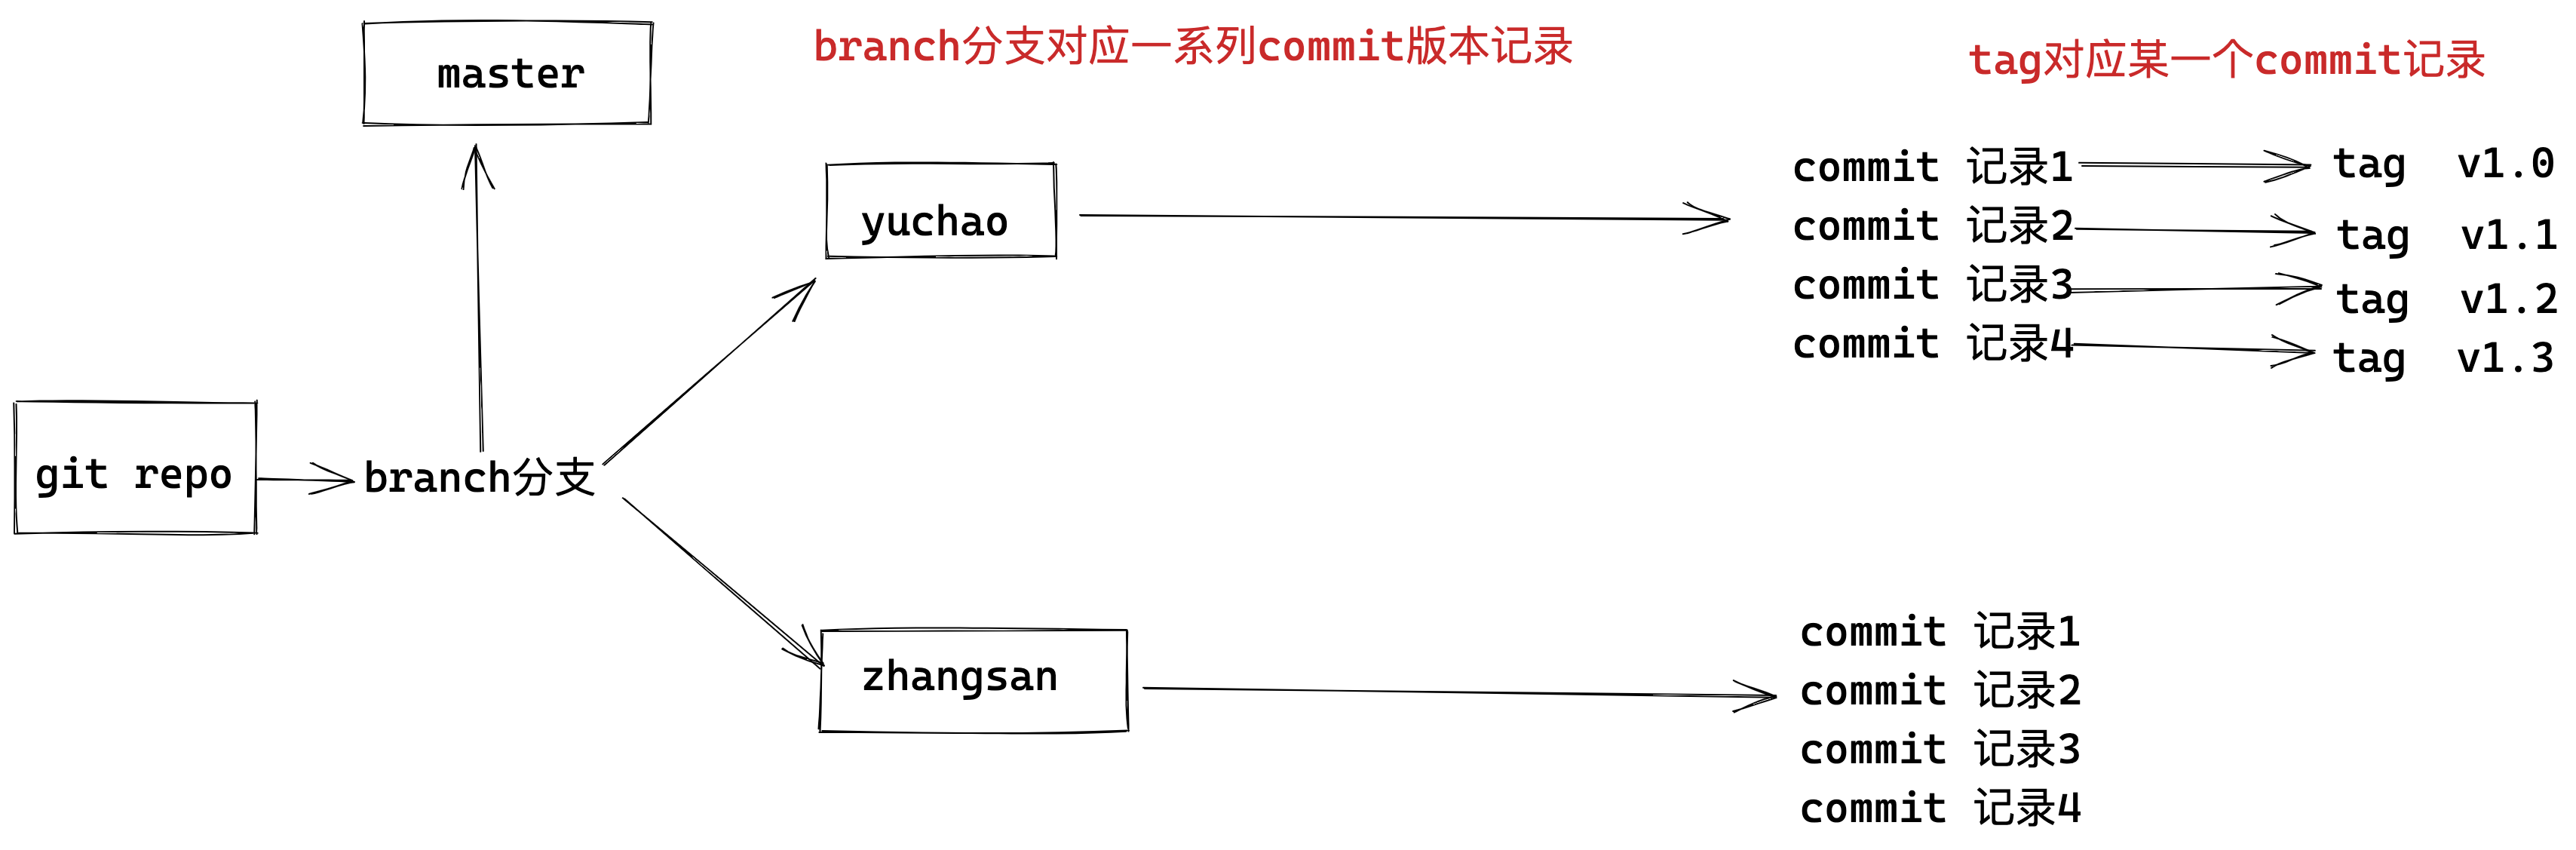 master
branch分支对应一系列commit版本记录
tag对应某一个commit记录
yuchao
commit 记录1
tag v1.0
commit 记录2
tag v1.1
commit 记录3
tag v1.2
commit 记录4
tag v1.3
git repo
branch分支
zhangsan
commit 记录1
commit 记录2
commit 记录3
commit 记录4